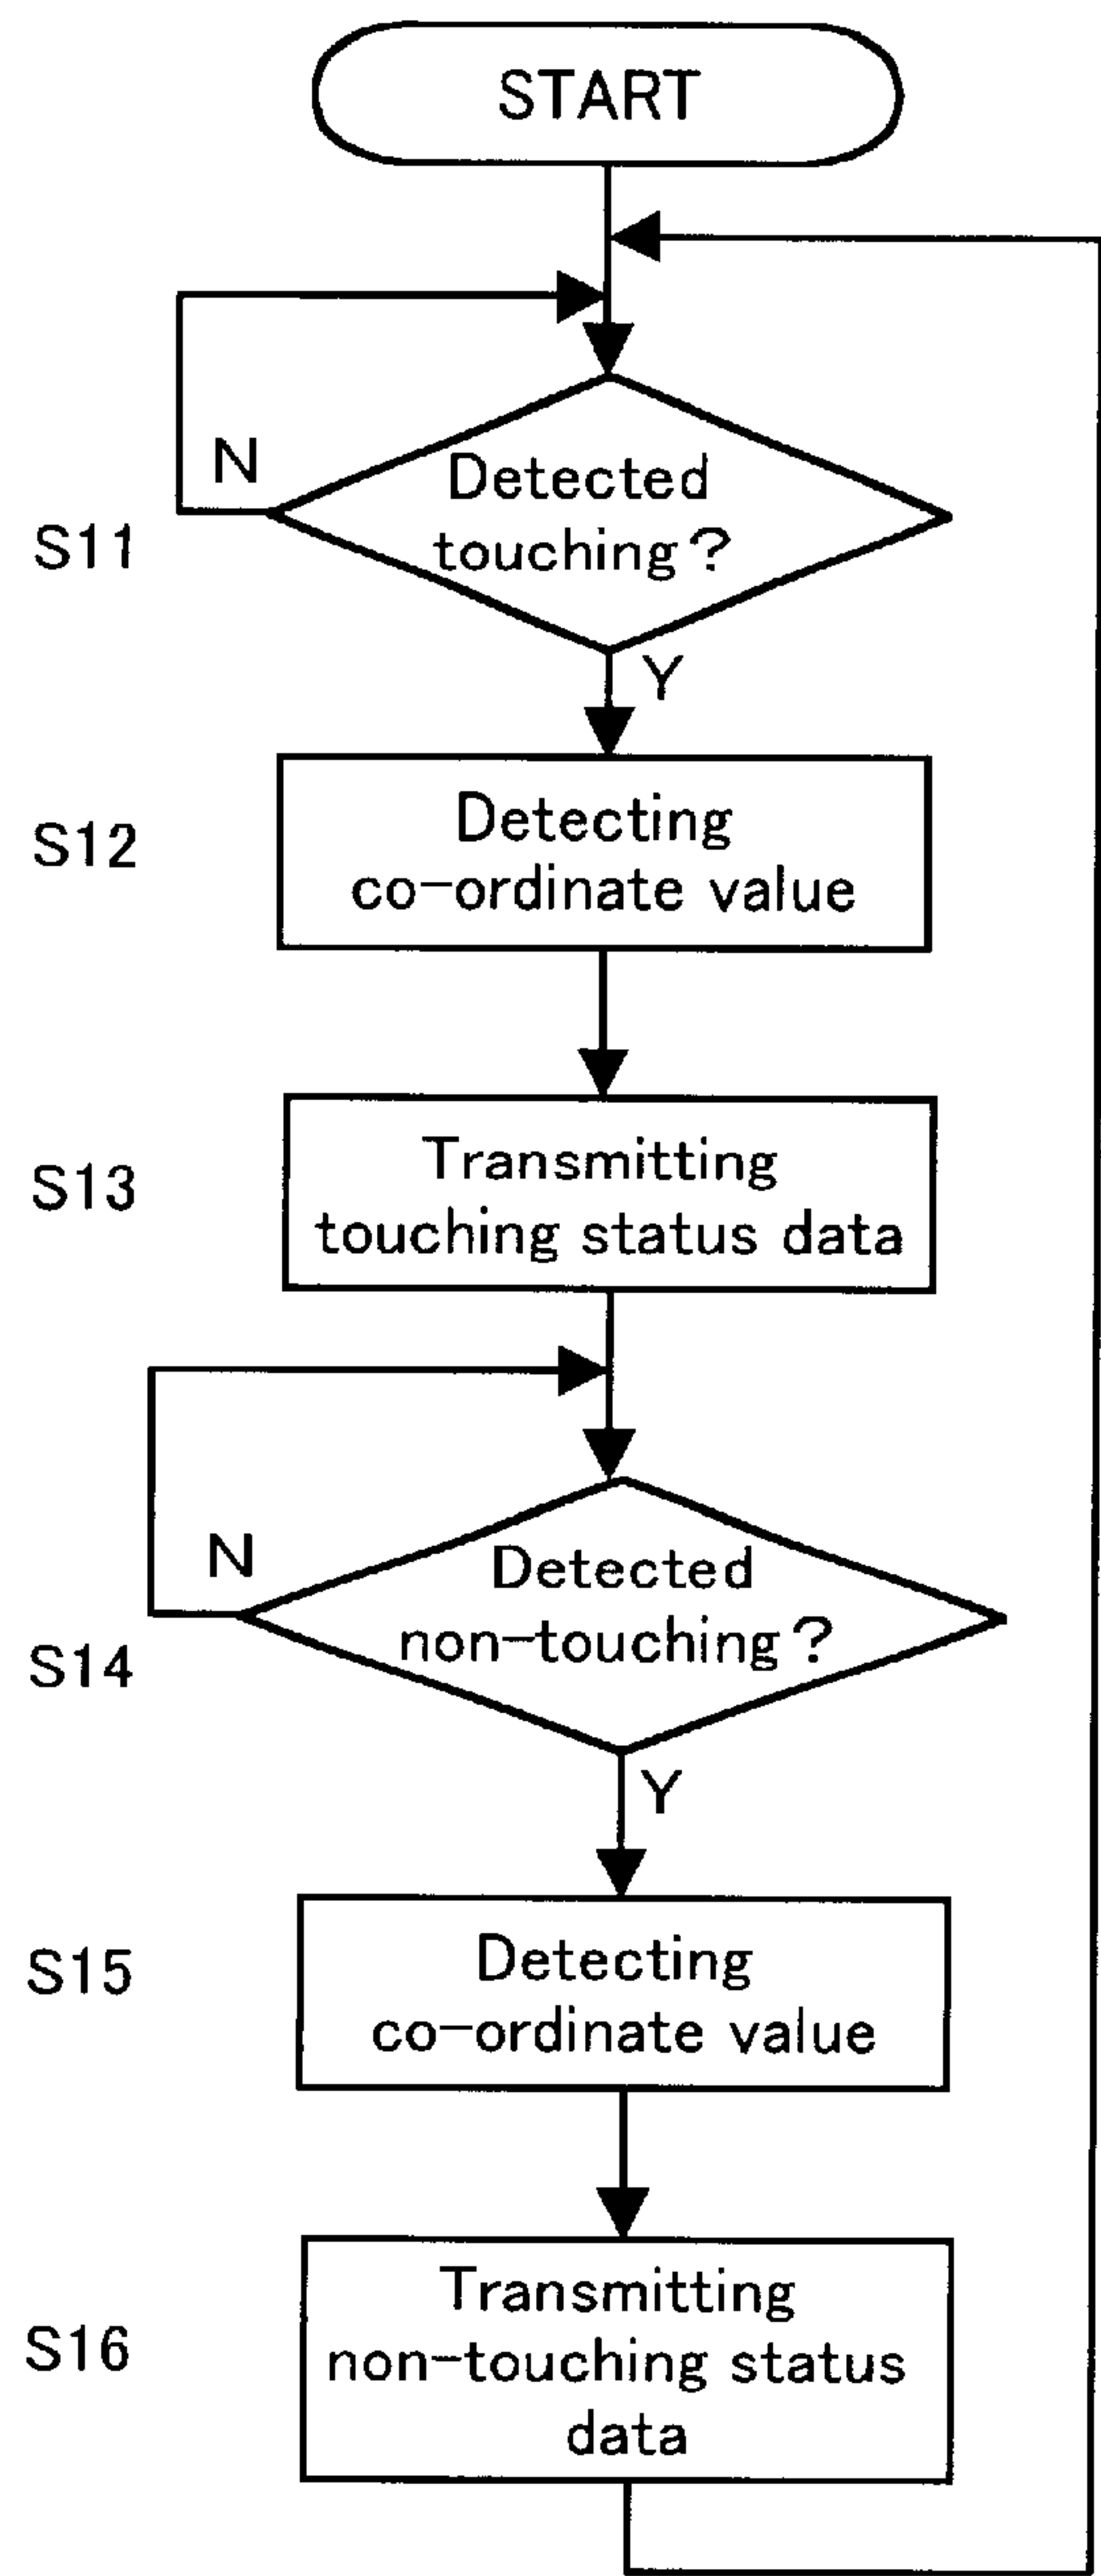 START
N
Detected
touching?
S11
Y
Detecting
S12
co-ordinate value
Transmitting
S13
touching status data
N
Detected
non-touching?
S14
Y
Detecting
S15
co-ordinate value
Transmitting
S16
non-touching status
data